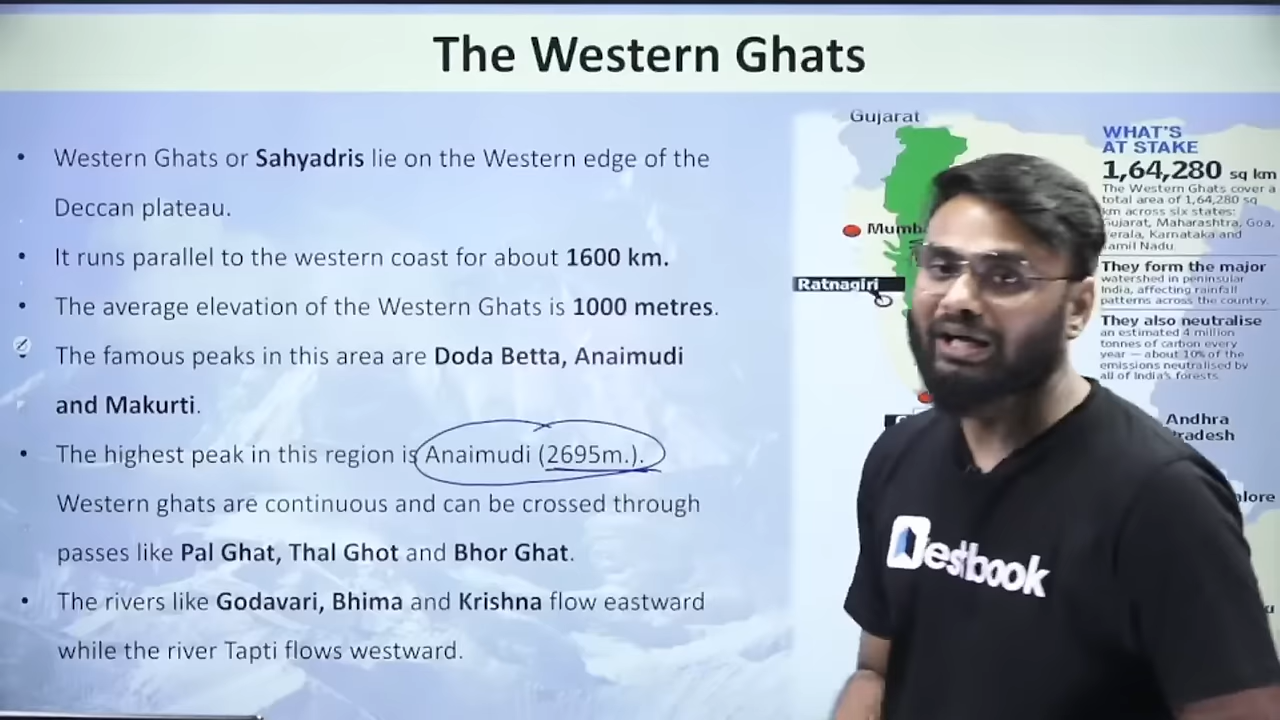 The Western Ghats
• Western Ghats or Sahyadris lie on the Western edge of the
Deccan plateau.
• It runs parallel to the western coast for about 1600 km.
• The average elevation of the Western Ghats is 1000 metres.
The famous peaks in this area are Doda Betta, Anaimudi
and Makurti.
• The highest peak in this region is Anaimudi (2695m.).
Western ghats are continuous and can be crossed through
passes like Pal Ghat, Thal Ghot and Bhor Ghat.
• The rivers like Godavari, Bhima and Krishna flow eastward
while the river Tapti flows westward.
Gujarat
Mumb
Ratnagiri
WHAT'S
AT STAKE
1,64,280 sq km
The Western Ghats cover a
total area of 1,64,280 sq
km across six states:
Gujarat, Maharashtra, Goa,
erala, Karnataka and
amil Nadu
They form the major
watershed in peninsular
India, affecting rainfall
patterns across the country.
They also neutralise
an estimated 4 million
tonnes of carbon every
year — about 10% of the
emissions neutralised by
all of India's forests.
Andhra
radesh
alore
estbook